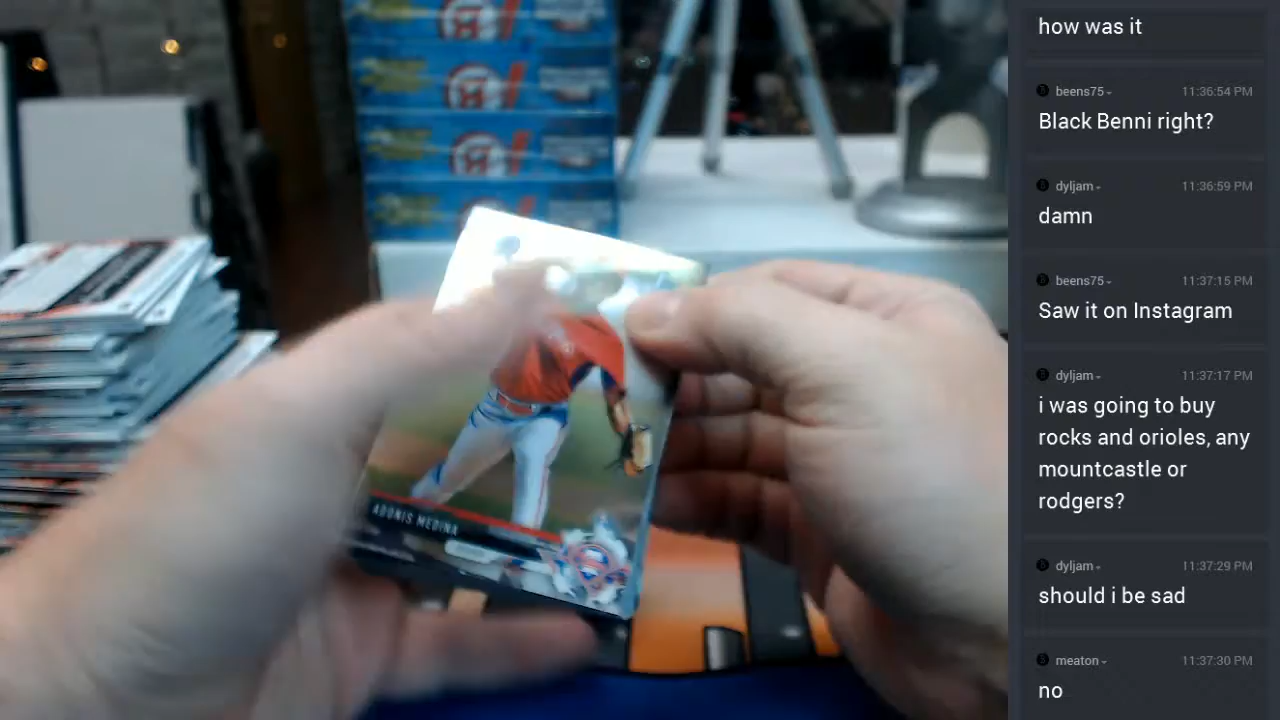 ADONIS MEDINA
how was it
beens75
11:36:54 PM
Black Benni right?
dyljam
11:36:59 PM
damn
beens75
11:37:15 PM
Saw it on Instagram
dyljam
11:37:17 PM
i was going to buy
rocks and orioles, any
mountcastle or
rodgers?
dyljam
11:37:29 PM
should i be sad
meaton
11:37:30 PM
no